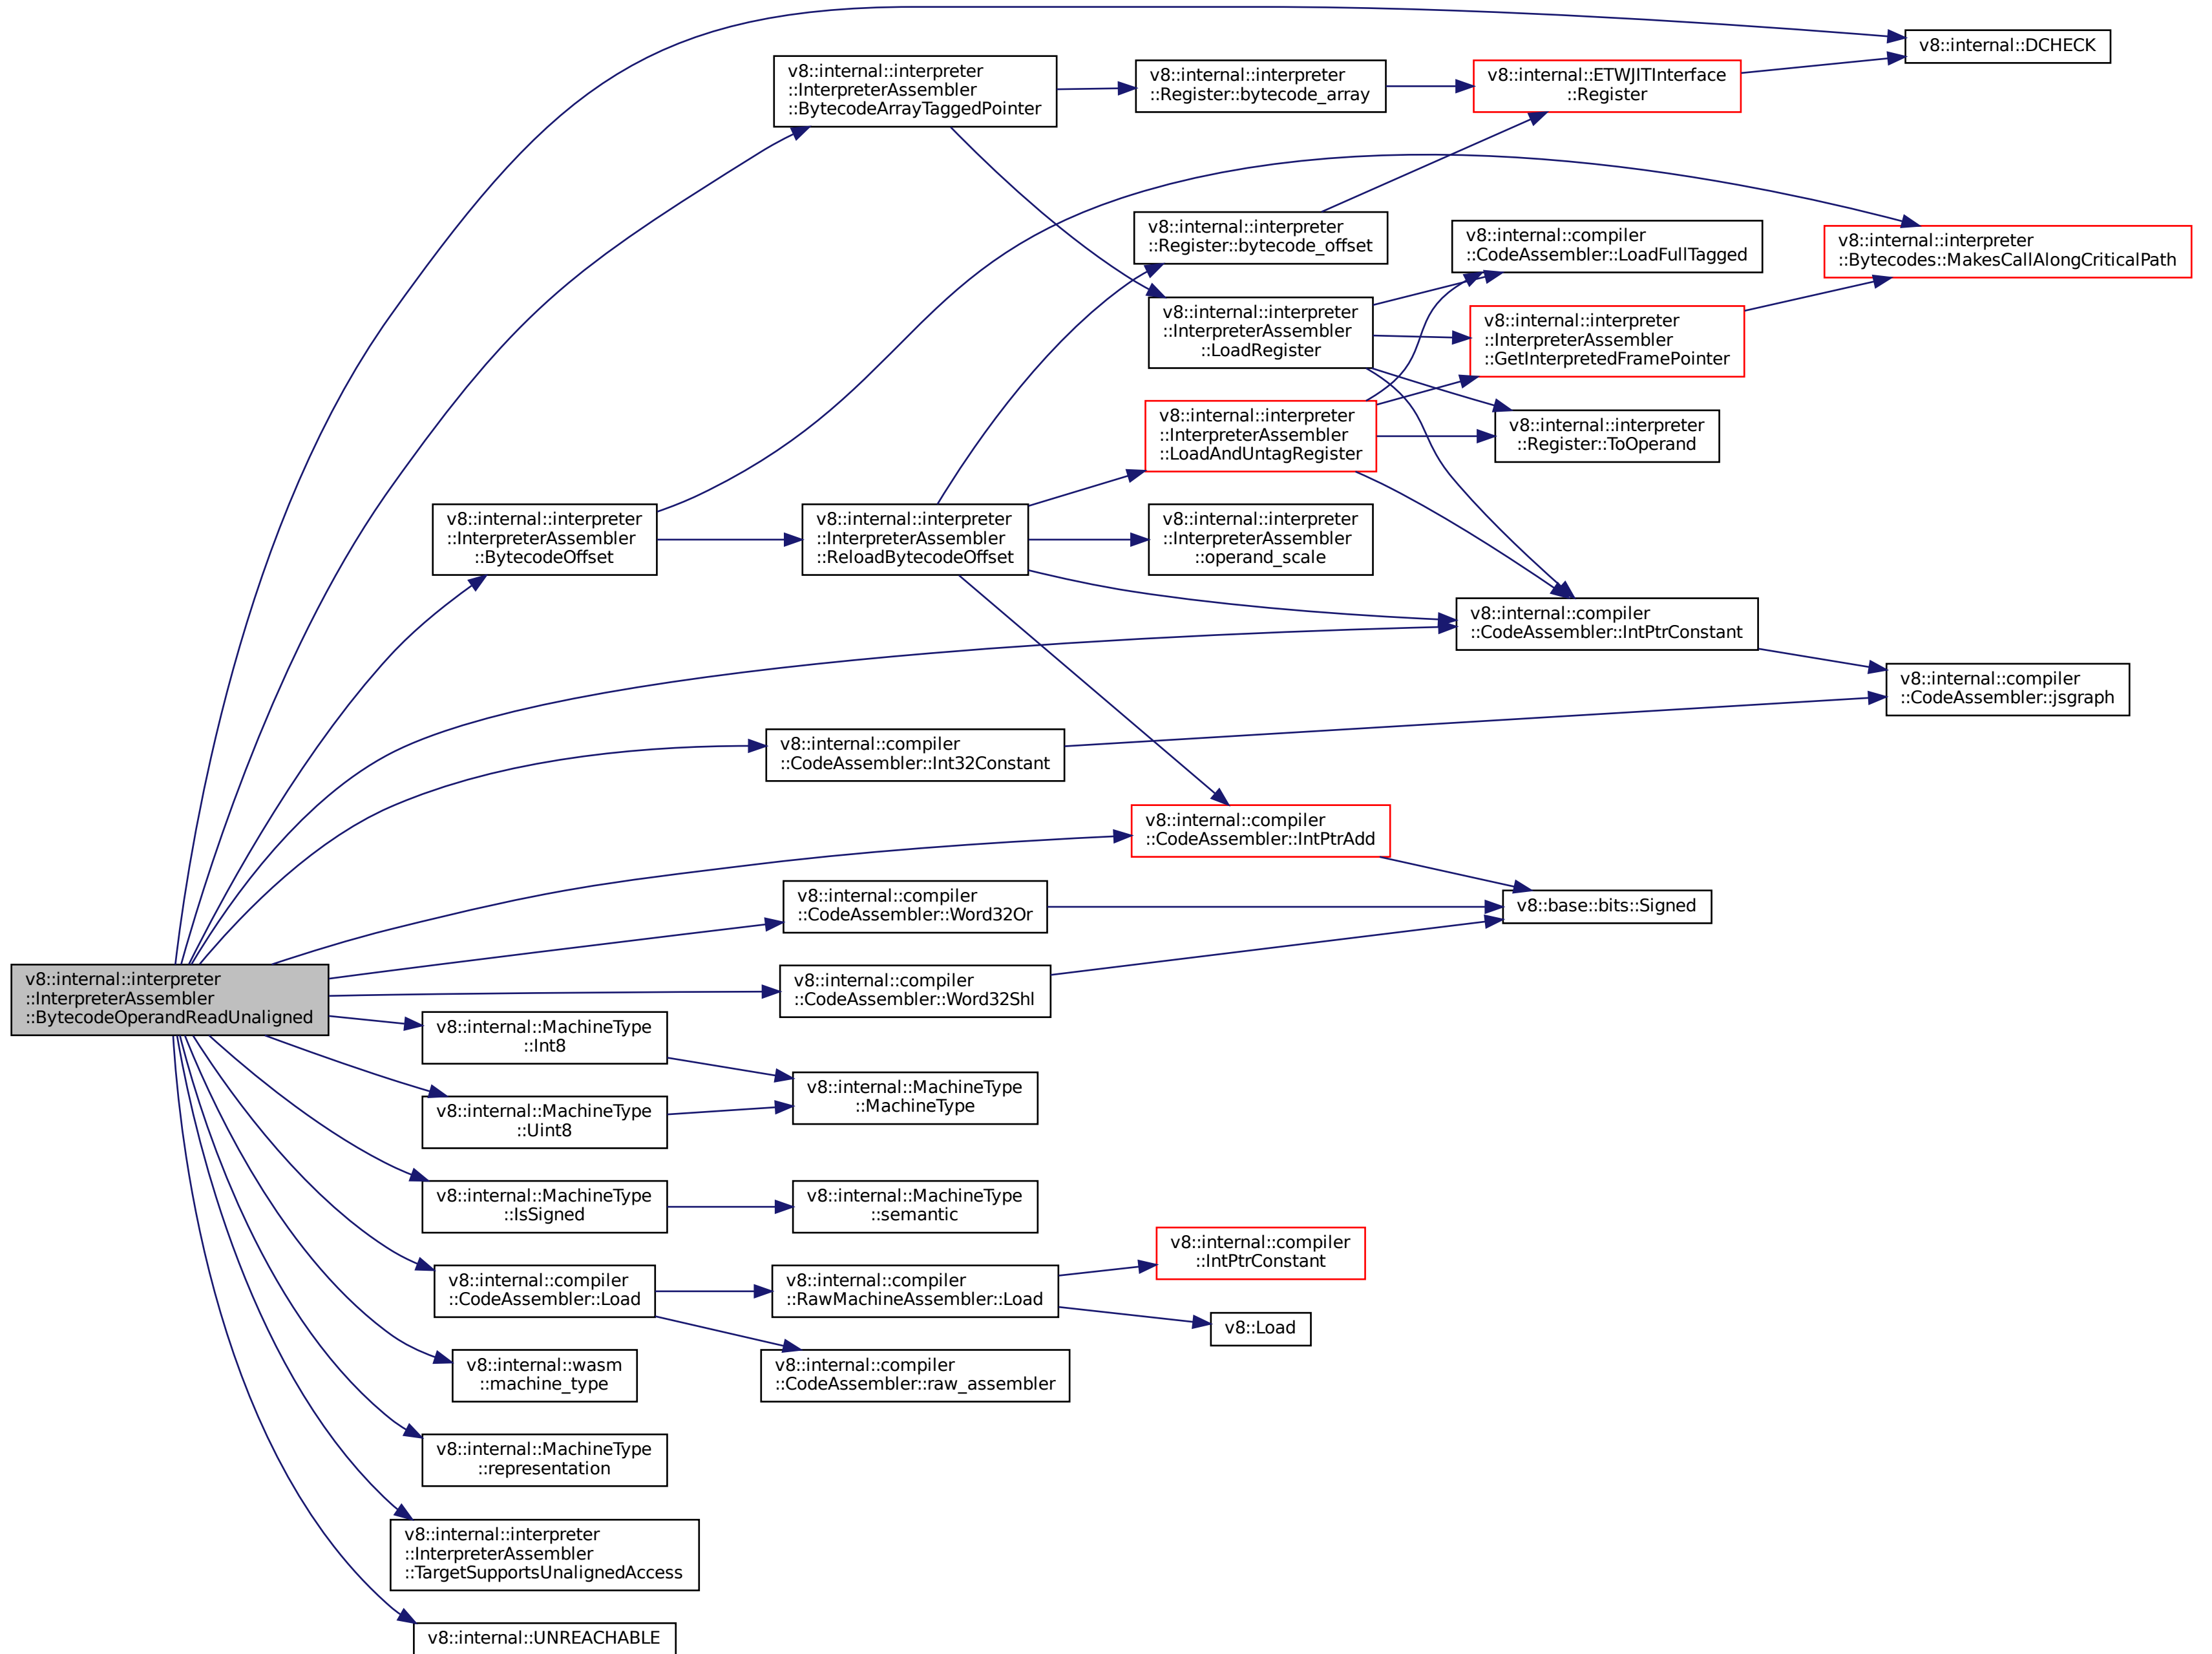 v8::internal::DCHECK
v8::internal::interpreter
::InterpreterAssembler
::BytecodeArrayTaggedPointer
v8::internal::interpreter
::Register::bytecode_array
v8::internal::ETWJITInterface
::Register
v8::internal::interpreter
::Register::bytecode_offset
v8::internal::compiler
::CodeAssembler::LoadFullTagged
v8::internal::interpreter
::Bytecodes::MakesCallAlongCriticalPath
v8::internal::interpreter
::InterpreterAssembler
::LoadRegister
v8::internal::interpreter
::InterpreterAssembler
::GetInterpretedFramePointer
v8::internal::interpreter
::InterpreterAssembler
::LoadAndUntagRegister
v8::internal::interpreter
::Register::ToOperand
v8::internal::interpreter
::InterpreterAssembler
::BytecodeOffset
v8::internal::interpreter
::InterpreterAssembler
::ReloadBytecodeOffset
v8::internal::interpreter
::InterpreterAssembler
::operand_scale
v8::internal::compiler
::CodeAssembler::IntPtrConstant
v8::internal::compiler
::CodeAssembler::jsgraph
v8::internal::compiler
::CodeAssembler::Int32Constant
v8::internal::compiler
::CodeAssembler::IntPtrAdd
v8::internal::compiler
::CodeAssembler::Word32Or
v8::base::bits::Signed
v8::internal::interpreter
::InterpreterAssembler
::BytecodeOperandReadUnaligned
v8::internal::compiler
::CodeAssembler::Word32Shl
v8::internal::MachineType
::Int8
v8::internal::MachineType
::MachineType
v8::internal::MachineType
::Uint8
v8::internal::MachineType
::IsSigned
v8::internal::MachineType
::semantic
v8::internal::compiler
::IntPtrConstant
v8::internal::compiler
::CodeAssembler::Load
v8::internal::compiler
::RawMachineAssembler::Load
v8::Load
v8::internal::wasm
::machine_type
v8::internal::compiler
::CodeAssembler::raw_assembler
v8::internal::MachineType
::representation
v8::internal::interpreter
::InterpreterAssembler
::TargetSupportsUnalignedAccess
v8::internal::UNREACHABLE